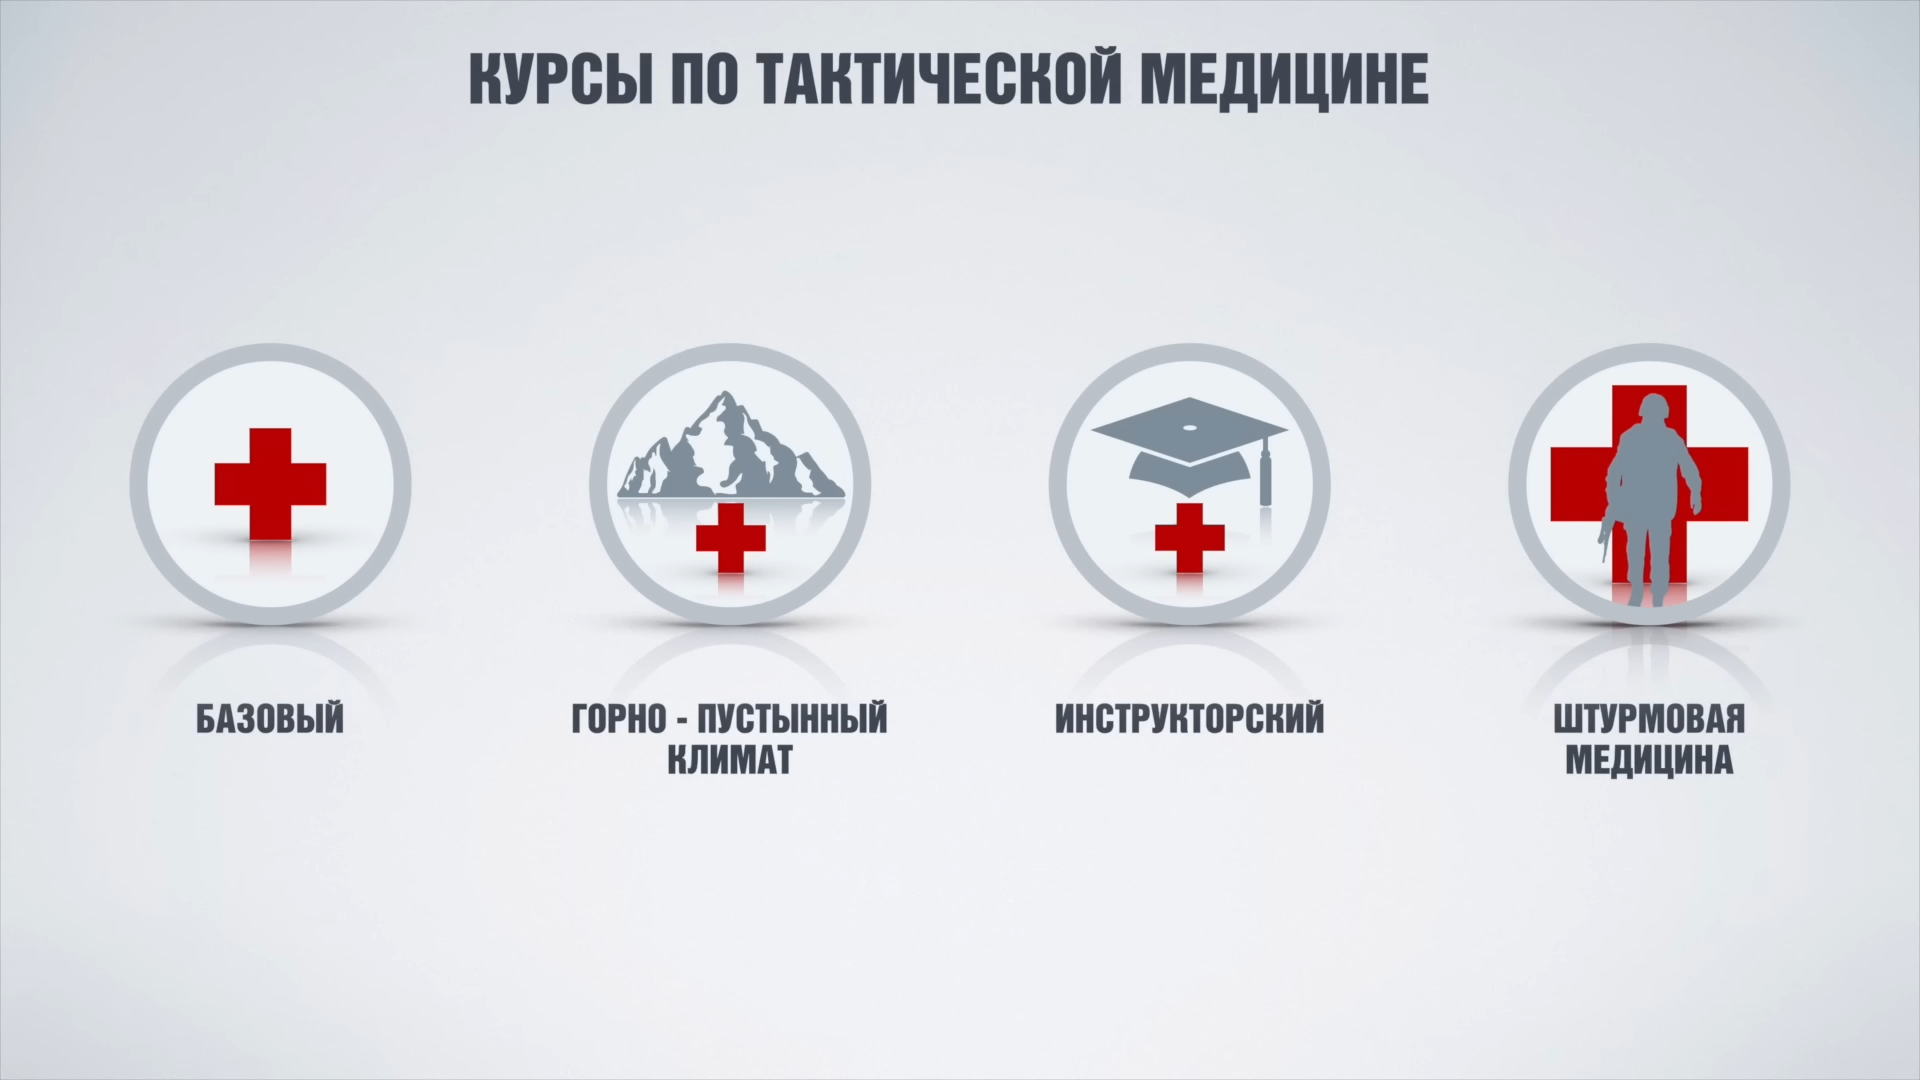 КУРСЫ ПО ТАКТИЧЕСКОЙ МЕДИЦИНЕ
БАЗОВЫЙ
ГОРНО - ПУСТЫННЫЙ
КЛИМАТ
ИНСТРУКТОРСКИЙ
ШТУРМОВАЯ
МЕДИЦИНА